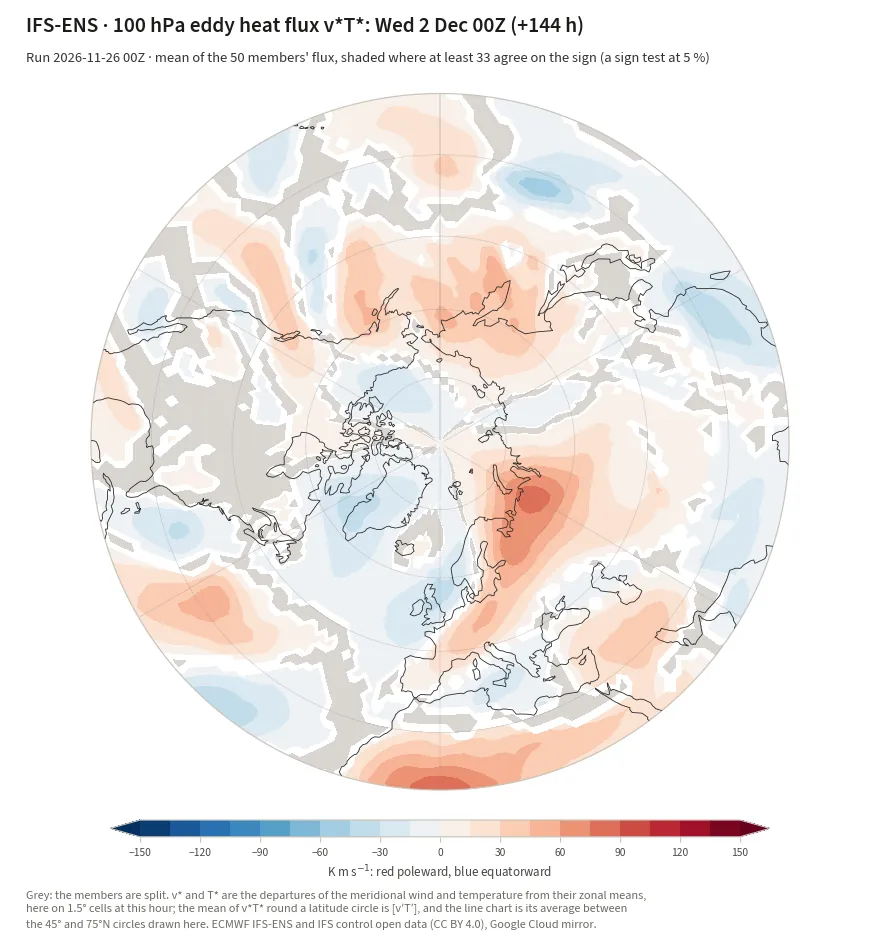 IFS-ENS · 100 hPa eddy heat flux v*T*: Wed 2 Dec 00Z (+144 h)
Run 2026-11-26 00Z · mean of the 50 members' flux, shaded where at least 33 agree on the sign (a sign test at 5 %)
−150 −120 −90 −60 −30 0 30 60 90 120 150
K m s⁻¹: red poleward, blue equatorward
Grey: the members are split. v* and T* are the departures of the meridional wind and temperature from their zonal means,
here on 1.5° cells at this hour; the mean of v*T* round a latitude circle is [v'T'], and the line chart is its average between
the 45° and 75°N circles drawn here. ECMWF IFS-ENS and IFS control open data (CC BY 4.0), Google Cloud mirror.